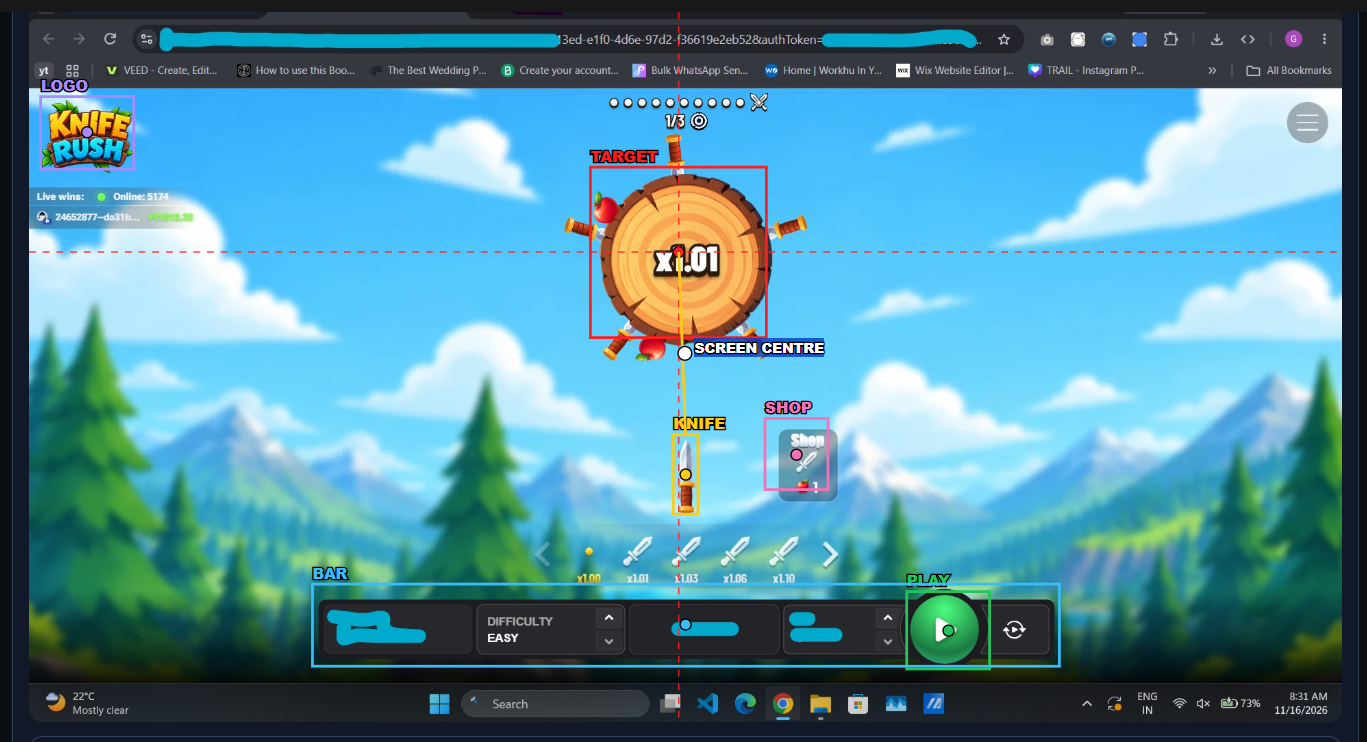 13ed-e1f0-4d6e-97d2-f36619e2eb52&authToken=
G
yt
VEED - Create, Edit...
How to use this Boo...
The Best Wedding P...
Create your account...
Bulk WhatsApp Sen...
Home | Workhu In Y...
Wix Website Editor |...
TRAIL - Instagram P...
»
All Bookmarks
LOGO
KNIFE
RUSH
1/3
TARGET
Live wins:
Online: 5174
24652877--da31b...
x1.01
SCREEN CENTRE
SHOP
KNIFE
Shop
1
x1.00
x1.01
x1.03
x1.06
x1.10
BAR
PLAY
DIFFICULTY
EASY
22°C
Mostly clear
Search
ENG
IN
73%
8:31 AM
11/16/2026